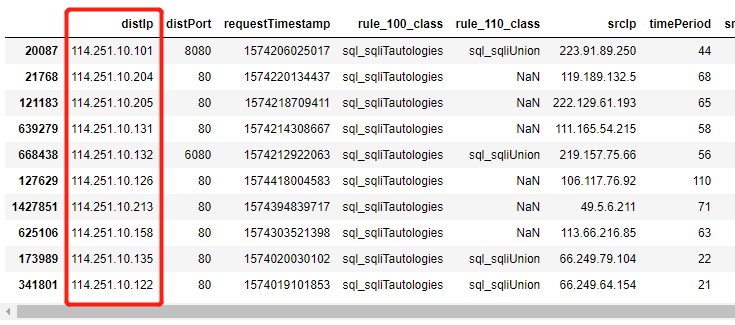 distIp distPort requestTimestamp rule_100_class rule_110_class srcIp timePeriod sr
20087 114.251.10.101 8080 1574206025017 sql_sqliTautologies sql_sqliUnion 223.91.89.250 44
21768 114.251.10.204 80 1574220134437 sql_sqliTautologies NaN 119.189.132.5 68
121183 114.251.10.205 80 1574218709411 sql_sqliTautologies NaN 222.129.61.193 65
639279 114.251.10.131 80 1574214308667 sql_sqliTautologies NaN 111.165.54.215 58
668438 114.251.10.132 6080 1574212922063 sql_sqliTautologies sql_sqliUnion 219.157.75.66 56
127629 114.251.10.126 80 1574418004583 sql_sqliTautologies NaN 106.117.76.92 110
1427851 114.251.10.213 80 1574394839717 sql_sqliTautologies NaN 49.5.6.211 71
625106 114.251.10.158 80 1574303521398 sql_sqliTautologies NaN 113.66.216.85 63
173989 114.251.10.135 80 1574020030102 sql_sqliTautologies sql_sqliUnion 66.249.79.104 22
341801 114.251.10.122 80 1574019101853 sql_sqliTautologies sql_sqliUnion 66.249.64.154 21